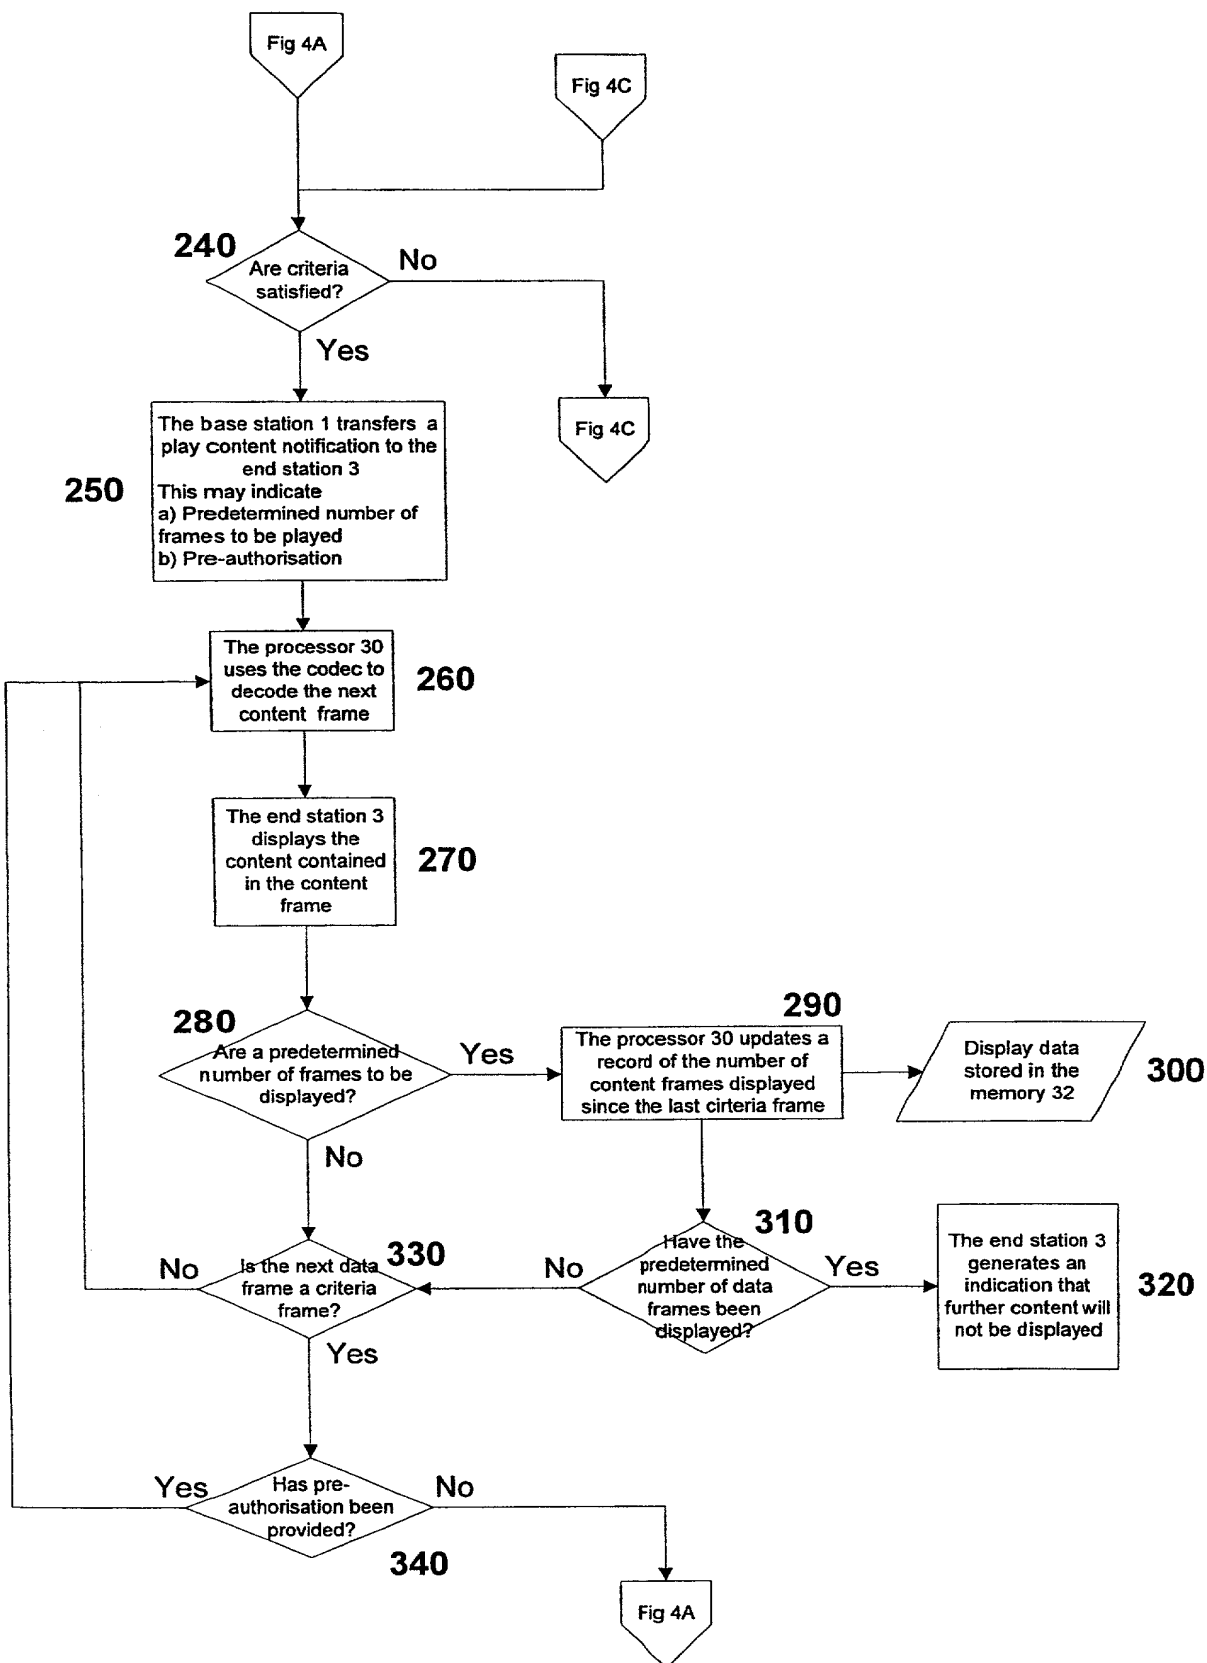 Fig 4A
Fig 4C
240
Are criteria
satisfied?
No
Yes
Fig 4C
The base station 1 transfers a
play content notification to the
end station 3
This may indicate
a) Predetermined number of
frames to be played
b) Pre-authorisation
250
The processor 30
uses the codec to
decode the next
content frame
260
The end station 3
displays the
content contained
in the content
frame
270
280
Are a predetermined
number of frames to be
displayed?
Yes
No
290
The processor 30 updates a
record of the number of
content frames displayed
since the last cirteria frame
Display data
stored in the
memory 32
300
310
Have the
predetermined
number of data
frames been
displayed?
No
Yes
The end station 3
generates an
indication that
further content will
not be displayed
320
330
Is the next data
frame a criteria
frame?
No
Yes
Has pre-
authorisation been
provided?
Yes
No
340
Fig 4A